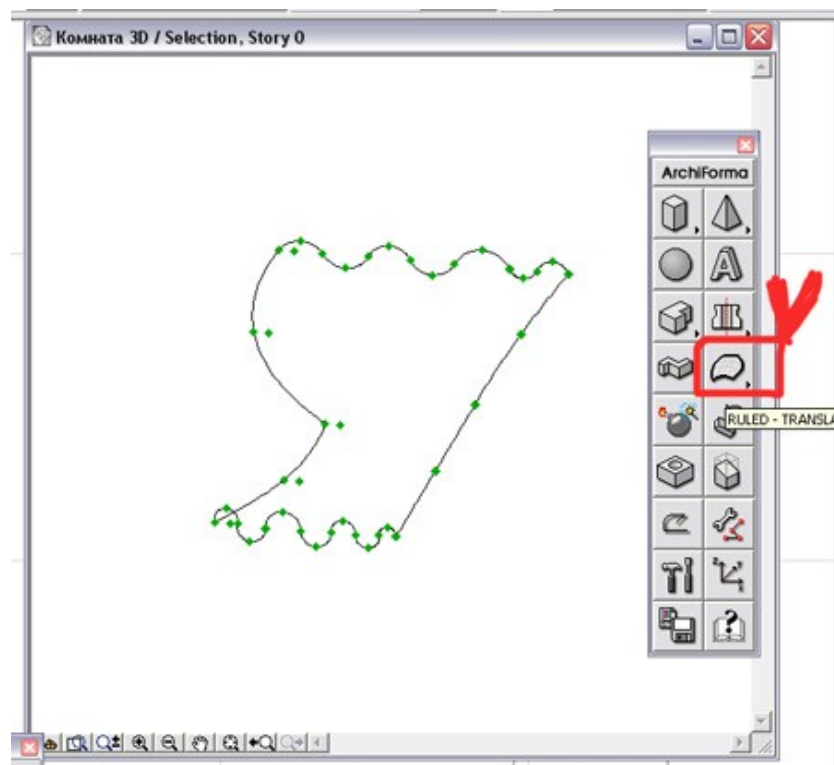 Комната 3D / Selection, Story 0
ArchiForma
RULED - TRANSLA